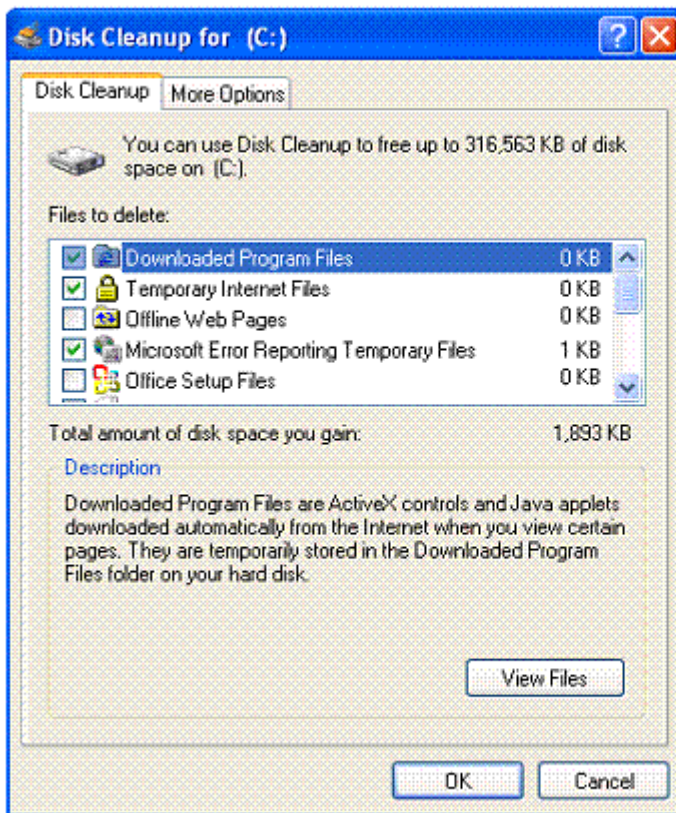 Disk Cleanup for (C:)
Disk Cleanup
More Options
You can use Disk Cleanup to free up to 316,563 KB of disk
space on (C:).
Files to delete:
Downloaded Program Files 0 KB
Temporary Internet Files 0 KB
Offline Web Pages 0 KB
Microsoft Error Reporting Temporary Files 1 KB
Office Setup Files 0 KB
Total amount of disk space you gain: 1,893 KB
Description
Downloaded Program Files are ActiveX controls and Java applets
downloaded automatically from the Internet when you view certain
pages. They are temporarily stored in the Downloaded Program
Files folder on your hard disk.
View Files
OK
Cancel